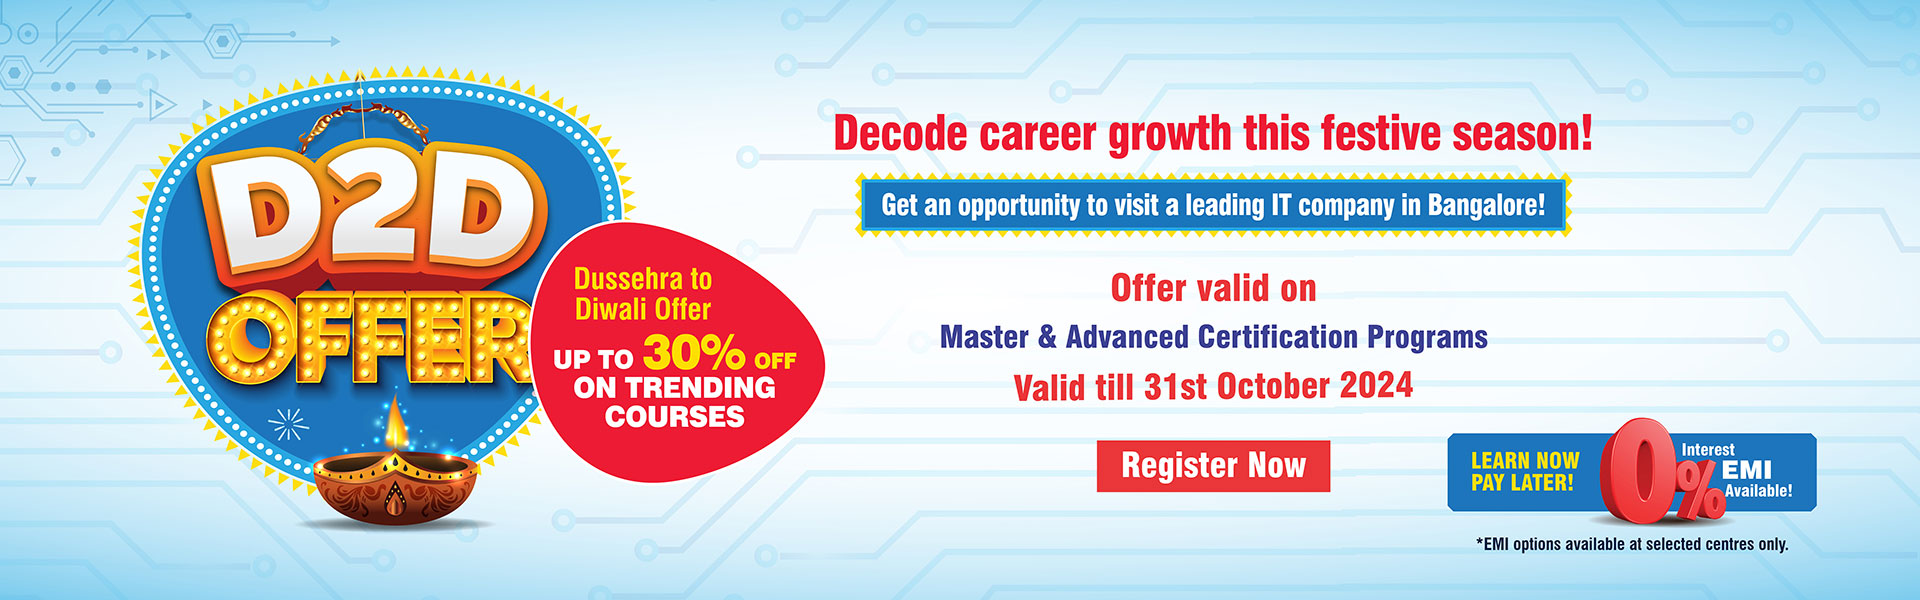 D2D
OFFER
Dussehra to
Diwali Offer
UP TO 30% OFF
ON TRENDING
COURSES
Decode career growth this festive season!
Get an opportunity to visit a leading IT company in Bangalore!
Offer valid on
Master & Advanced Certification Programs
Valid till 31st October 2024
Register Now
LEARN NOW
PAY LATER!
0%
Interest
EMI
Available!
*EMI options available at selected centres only.